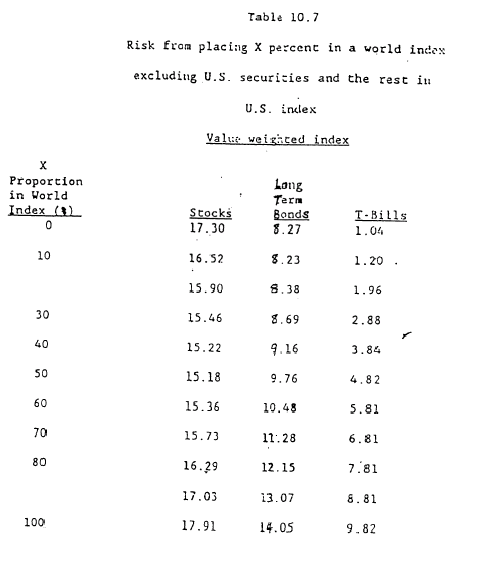 Table 10.7
Risk from placing X percent in a world index
excluding U.S. securities and the rest in
U.S. index
Value weighted index
X
Proportion
in World
Index (%)
Long
Term
Stocks Bonds T-Bills
0 17.30 8.27 1.04
10 16.52 8.23 1.20
15.90 8.38 1.96
30 15.46 8.69 2.88
40 15.22 9.16 3.84
50 15.18 9.76 4.82
60 15.36 10.48 5.81
70 15.73 11.28 6.81
80 16.29 12.15 7.81
17.03 13.07 8.81
100 17.91 14.05 9.82